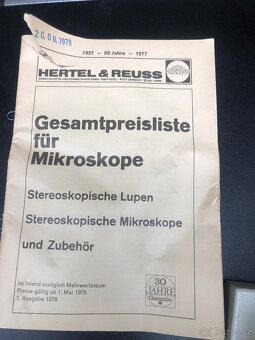 20.06.1978
1927 – 50 Jahre – 1977
HERTEL & REUSS
Gesamtpreisliste
für
Mikroskope
Stereoskopische Lupen
Stereoskopische Mikroskope
und Zubehör
Im Inland zuzüglich Mehrwertsteuer
Preise gültig ab 1. Mai 1978
1. Ausgabe 1978
30
JAHRE
Garantie